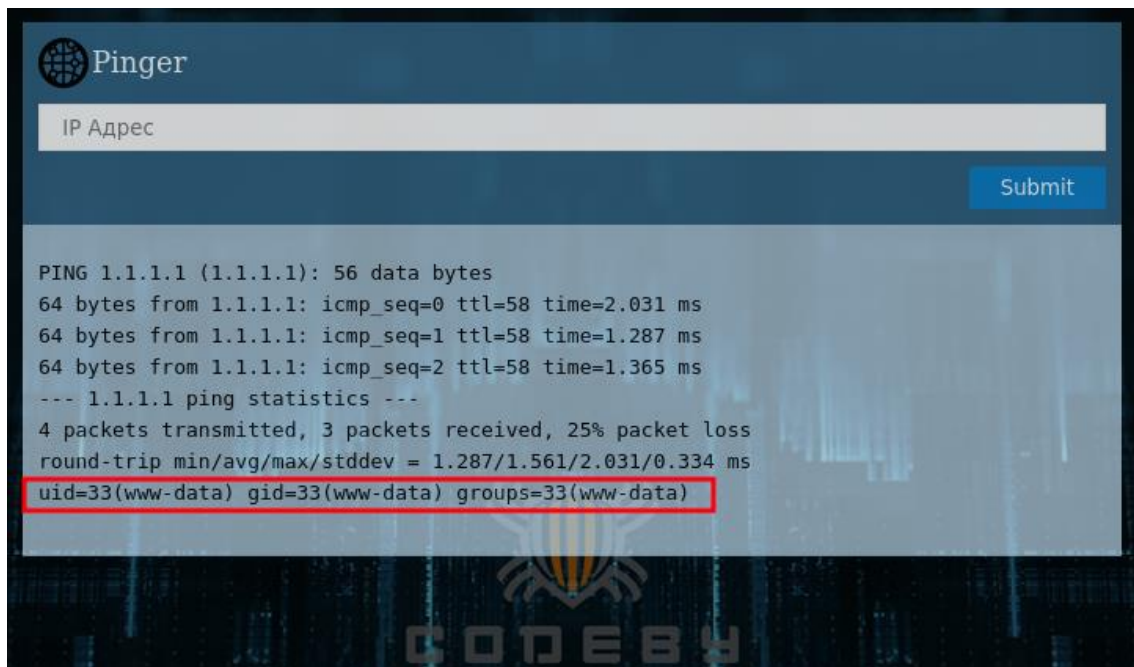 Pinger
IP Адрес
Submit
PING 1.1.1.1 (1.1.1.1): 56 data bytes
64 bytes from 1.1.1.1: icmp_seq=0 ttl=58 time=2.031 ms
64 bytes from 1.1.1.1: icmp_seq=1 ttl=58 time=1.287 ms
64 bytes from 1.1.1.1: icmp_seq=2 ttl=58 time=1.365 ms
--- 1.1.1.1 ping statistics ---
4 packets transmitted, 3 packets received, 25% packet loss
round-trip min/avg/max/stddev = 1.287/1.561/2.031/0.334 ms
uid=33(www-data) gid=33(www-data) groups=33(www-data)
CODEBY